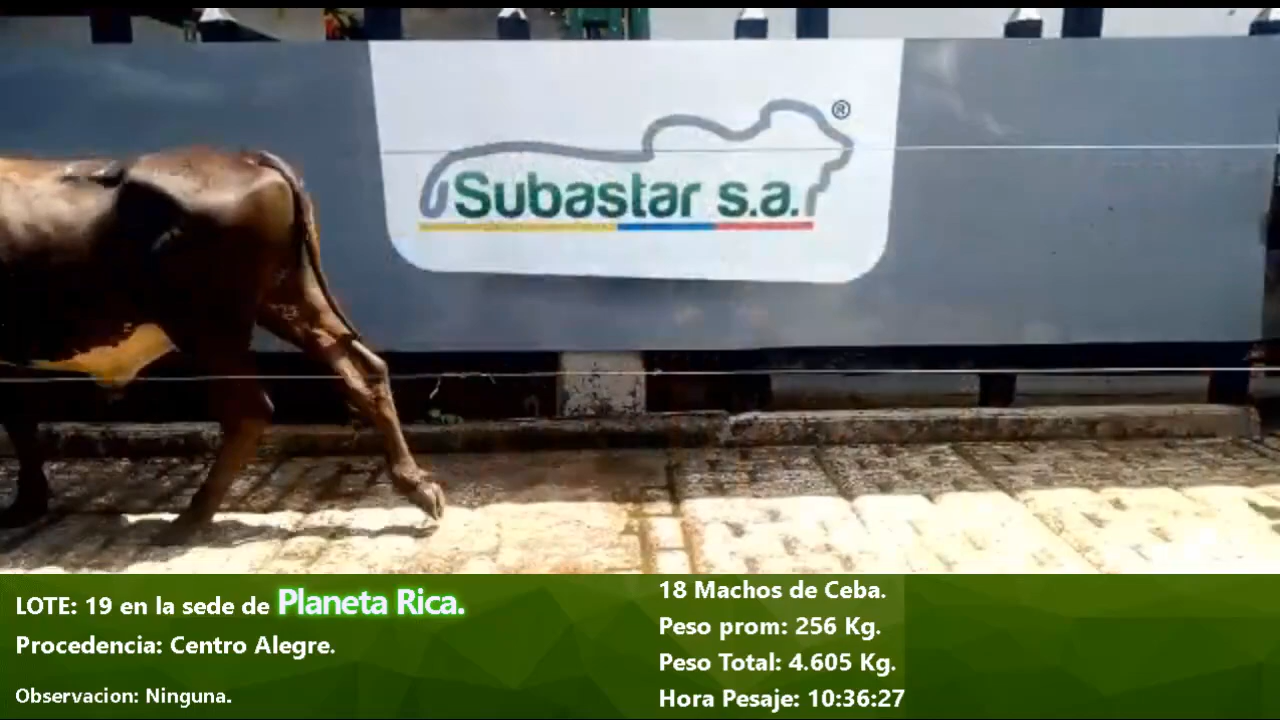 Subastar s.a.
®
LOTE: 19 en la sede de Planeta Rica.
Procedencia: Centro Alegre.
Observacion: Ninguna.
18 Machos de Ceba.
Peso prom: 256 Kg.
Peso Total: 4.605 Kg.
Hora Pesaje: 10:36:27